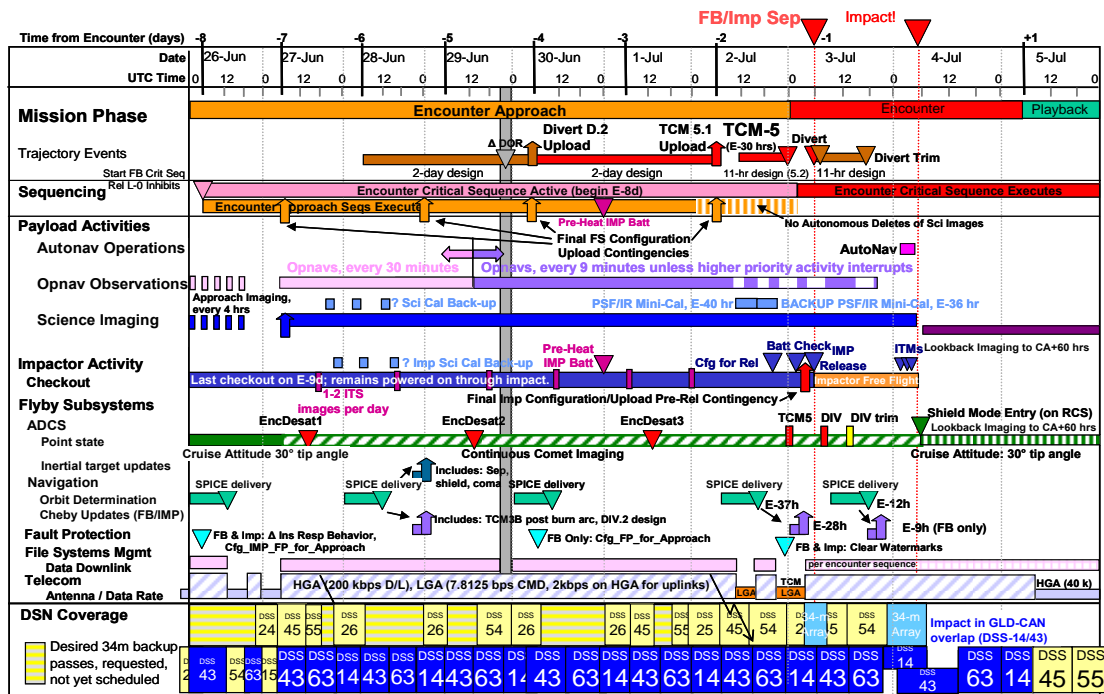 FB/Imp Sep Impact!
Time from Encounter (days) -8 -7 -6 -5 -4 -3 -2 -1 +1
Date 26-Jun 27-Jun 28-Jun 29-Jun 30-Jun 1-Jul 2-Jul 3-Jul 4-Jul 5-Jul
UTC Time 0 12 0 12 0 12 0 12 0 12 0 12 0 12 0 12 0 12 0 12 0
Mission Phase Encounter Approach Encounter Playback
Trajectory Events Δ DOR Divert D.2 Upload TCM 5.1 Upload TCM-5 (E-30 hrs) Divert Divert Trim
Start FB Crit Seq 2-day design 2-day design 11-hr design (5.2) 11-hr design
Sequencing Rel L-0 Inhibits Encounter Critical Sequence Active (begin E-8d) Encounter Critical Sequence Executes
Encounter Approach Seqs Execute
Pre-Heat IMP Batt
No Autonomous Deletes of Sci Images
Payload Activities
Final FS Configuration
Upload Contingencies
Autonav Operations AutoNav
Opnavs, every 30 minutes Opnavs, every 9 minutes unless higher priority activity interrupts
Opnav Observations
Approach Imaging, every 4 hrs
? Sci Cal Back-up PSF/IR Mini-Cal, E-40 hr BACKUP PSF/IR Mini-Cal, E-36 hr
Science Imaging
Lookback Imaging to CA+60 hrs
Impactor Activity ? Imp Sci Cal Back-up Pre-Heat IMP Batt Cfg for Rel Batt Check IMP Release ITMs
Checkout Last checkout on E-9d; remains powered on through impact. Impactor Free Flight
1-2 ITS images per day
Final Imp Configuration/Upload Pre-Rel Contingency
Flyby Subsystems
ADCS EncDesat1 EncDesat2 EncDesat3 TCM5 DIV DIV trim Shield Mode Entry (on RCS)
Lookback Imaging to CA+60 hrs
Point state
Cruise Attitude 30° tip angle Continuous Comet Imaging Cruise Attitude: 30° tip angle
Inertial target updates Includes: Sep, shield, coma
Navigation SPICE delivery SPICE delivery SPICE delivery SPICE delivery SPICE delivery
Orbit Determination E-37h E-12h
Cheby Updates (FB/IMP) Includes: TCM3B post burn arc, DIV.2 design E-28h E-9h (FB only)
Fault Protection FB & Imp: Δ Ins Resp Behavior, Cfg_IMP_FP_for_Approach FB Only: Cfg_FP_for_Approach FB & Imp: Clear Watermarks
File Systems Mgmt
Data Downlink per encounter sequence
Telecom HGA (200 kbps D/L), LGA (7.8125 bps CMD, 2kbps on HGA for uplinks) TCM HGA (40 k)
Antenna / Data Rate LGA LGA
DSN Coverage DSS 24 DSS 45 DSS 55 DSS 26 DSS 26 DSS 54 DSS 26 DSS 26 DSS 45 DSS 55 DSS 25 DSS 45 DSS 54 34-m Array DSS 54 34-m Array
Impact in GLD-CAN overlap (DSS-14/43)
Desired 34m backup passes, requested, not yet scheduled
DSS 43 DSS 54 DSS 63 DSS 15 DSS 43 DSS 63 DSS 14 DSS 43 DSS 63 DSS 14 DSS 43 DSS 63 DSS 14 DSS 43 DSS 63 DSS 14 DSS 43 DSS 63 DSS 14 DSS 43 DSS 63 DSS 14 DSS 43 DSS 63 DSS 14 DSS 43 DSS 63 DSS 14 DSS 45 DSS 55